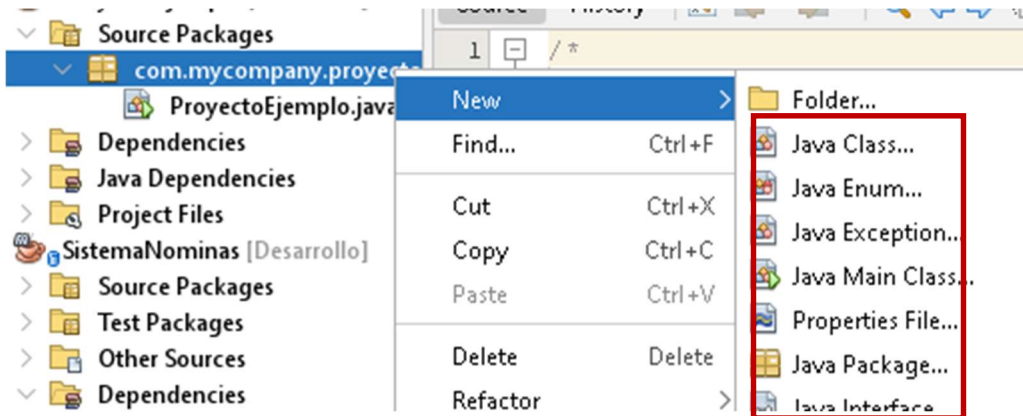 Source History
Source Packages
com.mycompany.proyec
ProyectoEjemplo.java
Dependencies
Java Dependencies
Project Files
SistemaNominas [Desarrollo]
Source Packages
Test Packages
Other Sources
Dependencies
1 /*
New
Find... Ctrl+F
Cut Ctrl+X
Copy Ctrl+C
Paste Ctrl+V
Delete Delete
Refactor
Folder...
Java Class...
Java Enum...
Java Exception...
Java Main Class...
Properties File...
Java Package...
Java Interface